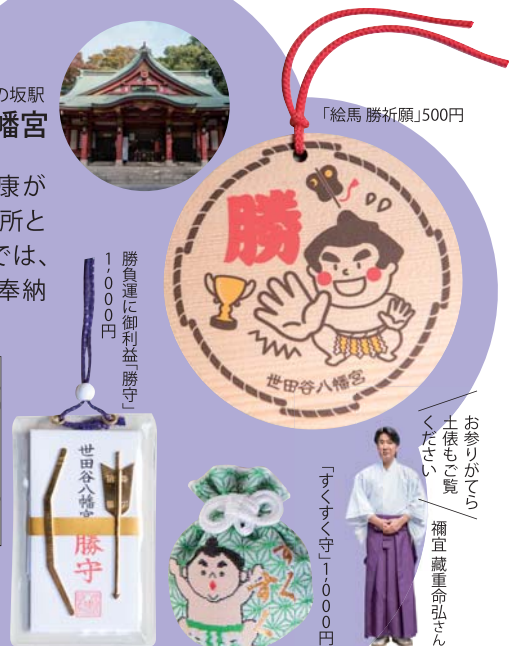 の坂駅
幡宮
康が
所と
では、
奉納
「絵馬 勝祈願」500円
勝
世田谷八幡宮
勝負運に御利益「勝守」
1,000円
世田谷八幡宮
勝守
「すくすく守」1,000円
すくすく
お参りがてら
土俵もご覧
ください
禰宜 藏重命弘さん